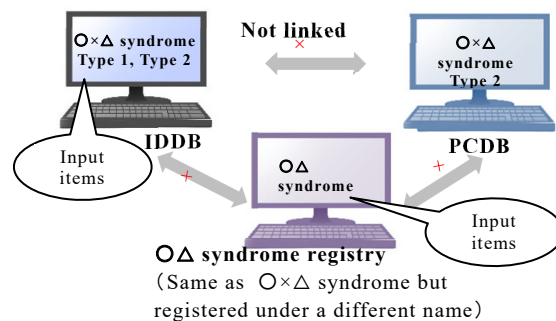 Not linked
○×△ syndrome
Type 1, Type 2
○×△
syndrome
Type 2
IDDB
PCDB
Input
items
○△
syndrome
Input
items
○△ syndrome registry
（Same as ○×△ syndrome but
registered under a different name）